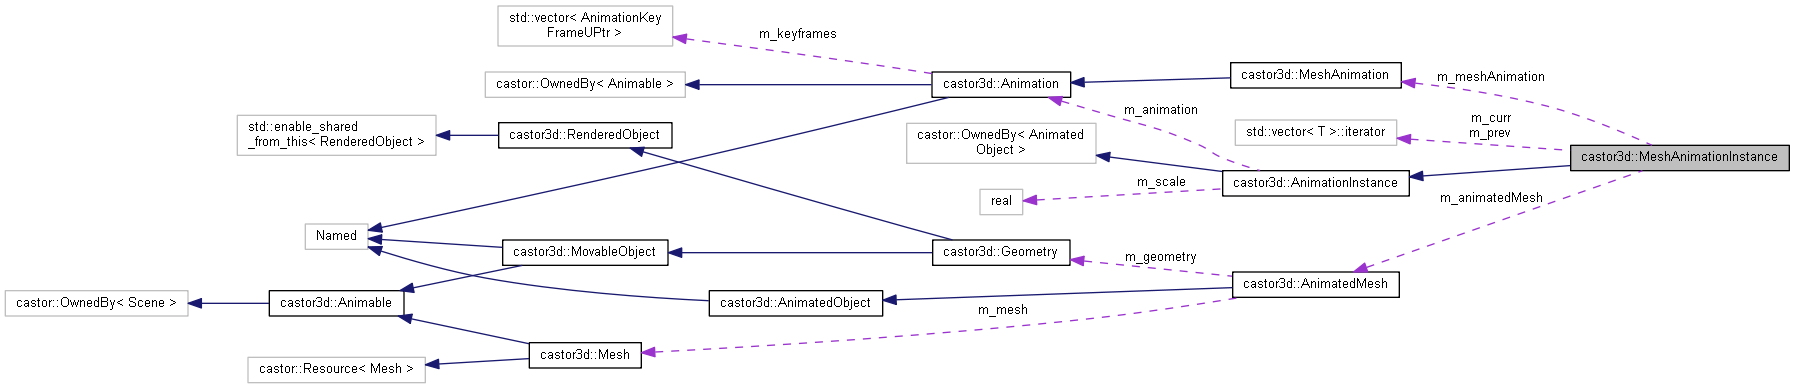 std::vector< AnimationKey
FrameUPtr >
m_keyframes
castor::OwnedBy< Animable >
castor3d::Animation
castor3d::MeshAnimation
m_meshAnimation
m_animation
std::enable_shared
_from_this< RenderedObject >
castor3d::RenderedObject
castor::OwnedBy< Animated
Object >
std::vector< T >::iterator
m_curr
m_prev
castor3d::MeshAnimationInstance
m_scale
castor3d::AnimationInstance
real
m_animatedMesh
Named
castor3d::MovableObject
castor3d::Geometry
m_geometry
castor3d::AnimatedMesh
castor::OwnedBy< Scene >
castor3d::Animable
castor3d::AnimatedObject
m_mesh
castor3d::Mesh
castor::Resource< Mesh >